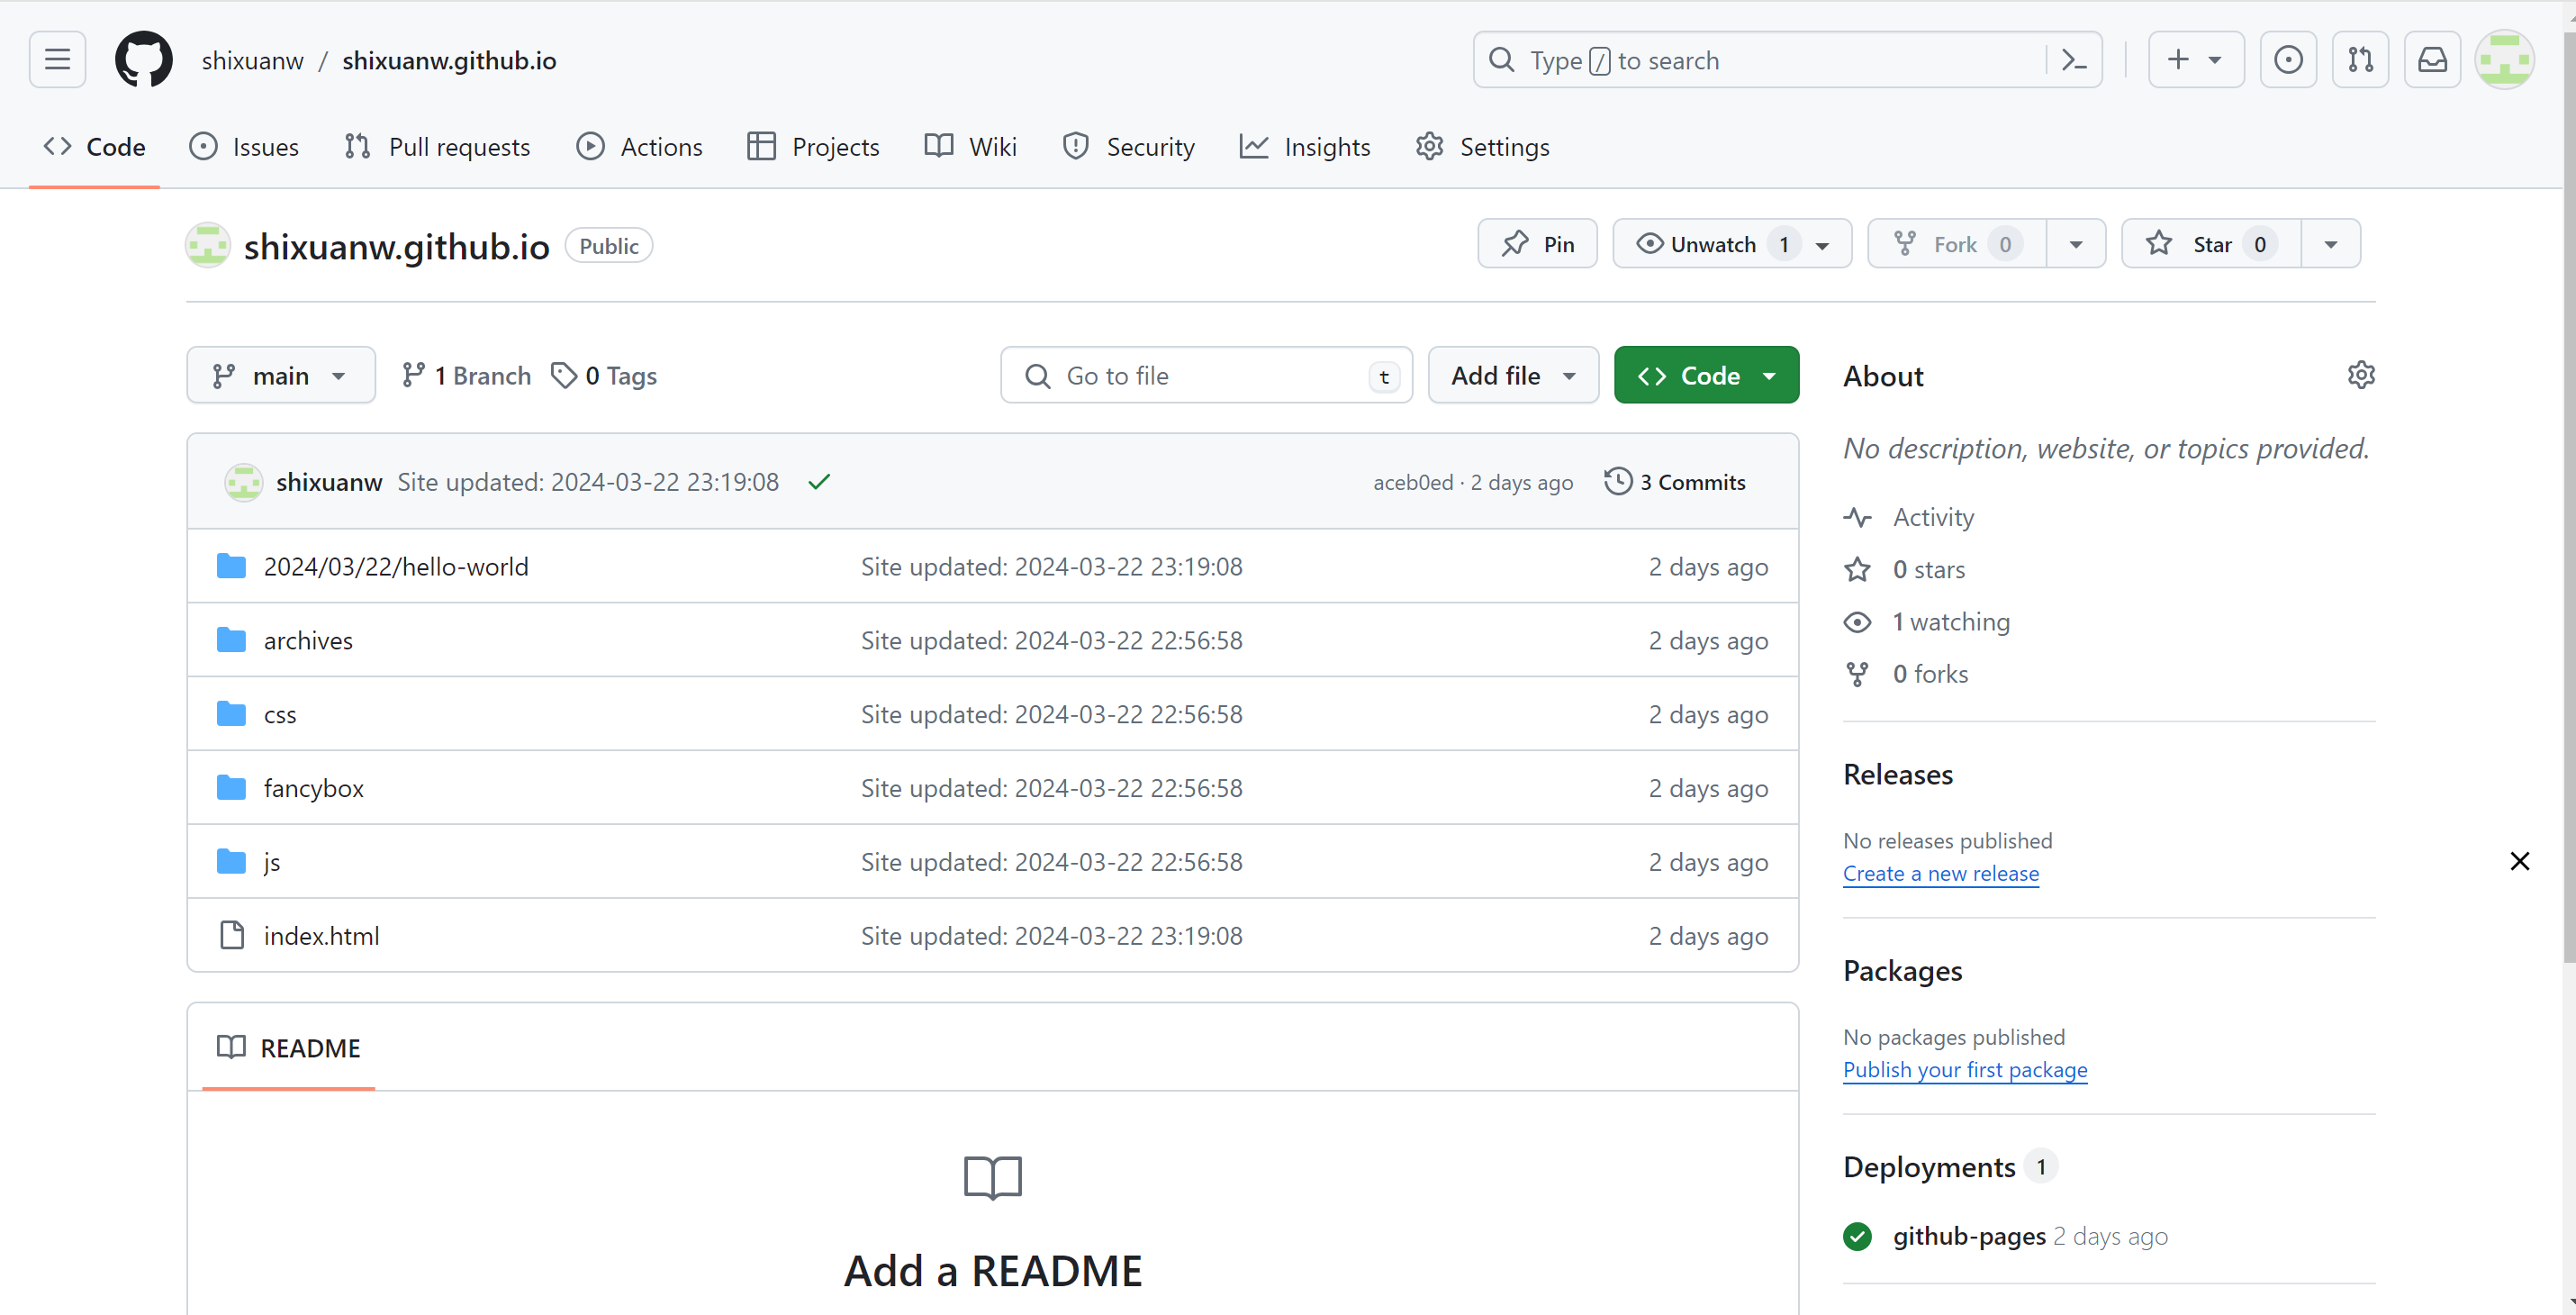 shixuanw / shixuanw.github.io
Type / to search
Code Issues Pull requests Actions Projects Wiki Security Insights Settings
shixuanw.github.io Public
Pin Unwatch 1 Fork 0 Star 0
main 1 Branch 0 Tags Go to file t Add file Code
shixuanw Site updated: 2024-03-22 23:19:08 aceb0ed · 2 days ago 3 Commits
2024/03/22/hello-world Site updated: 2024-03-22 23:19:08 2 days ago
archives Site updated: 2024-03-22 22:56:58 2 days ago
css Site updated: 2024-03-22 22:56:58 2 days ago
fancybox Site updated: 2024-03-22 22:56:58 2 days ago
js Site updated: 2024-03-22 22:56:58 2 days ago
index.html Site updated: 2024-03-22 23:19:08 2 days ago
README
Add a README
About
No description, website, or topics provided.
Activity
0 stars
1 watching
0 forks
Releases
No releases published
Create a new release
Packages
No packages published
Publish your first package
Deployments 1
github-pages 2 days ago